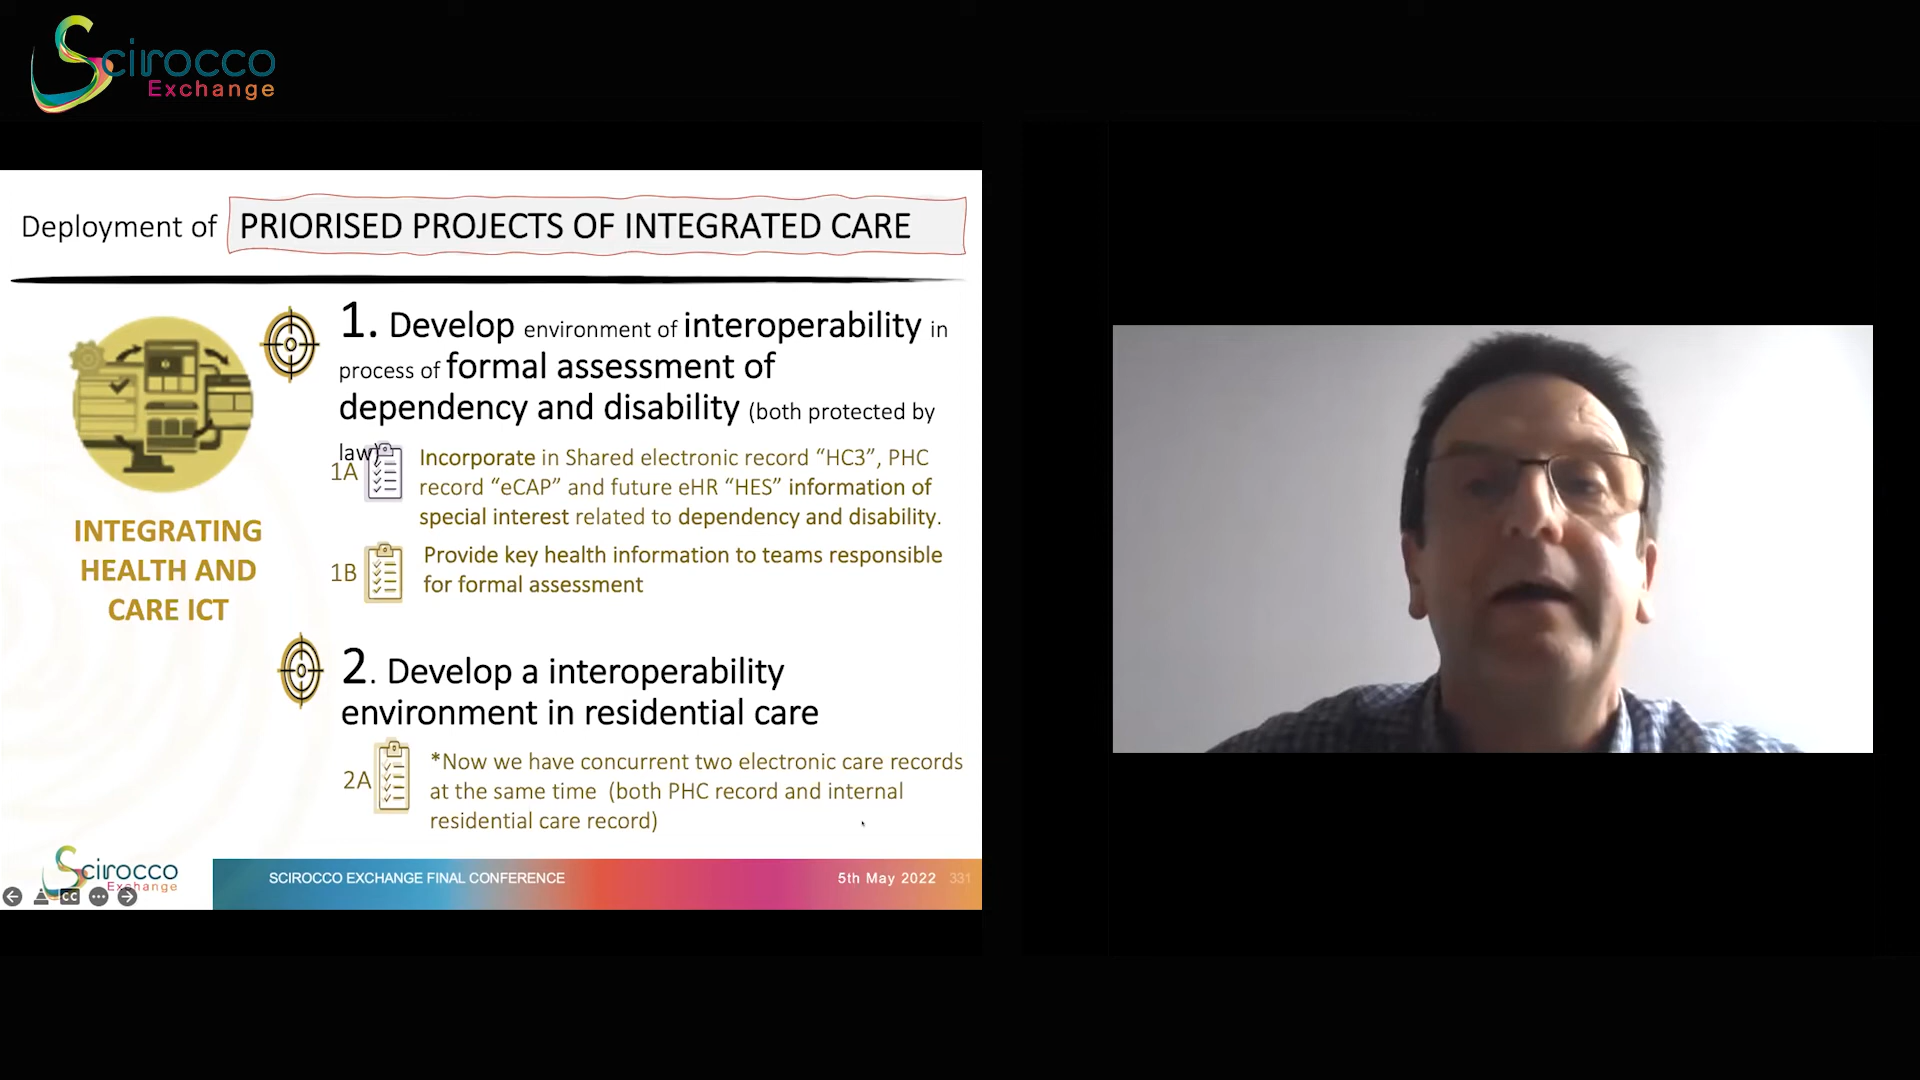 Scirocco
Exchange
Deployment of PRIORISED PROJECTS OF INTEGRATED CARE
INTEGRATING
HEALTH AND
CARE ICT
1. Develop environment of interoperability in
process of formal assessment of
dependency and disability (both protected by
law)
1A
Incorporate in Shared electronic record “HC3”, PHC
record “eCAP” and future eHR “HES” information of
special interest related to dependency and disability.
1B
Provide key health information to teams responsible
for formal assessment
2. Develop a interoperability
environment in residential care
2A
*Now we have concurrent two electronic care records
at the same time (both PHC record and internal
residential care record)
Scirocco
Exchange
CC
SCIROCCO EXCHANGE FINAL CONFERENCE
5th May 2022 331